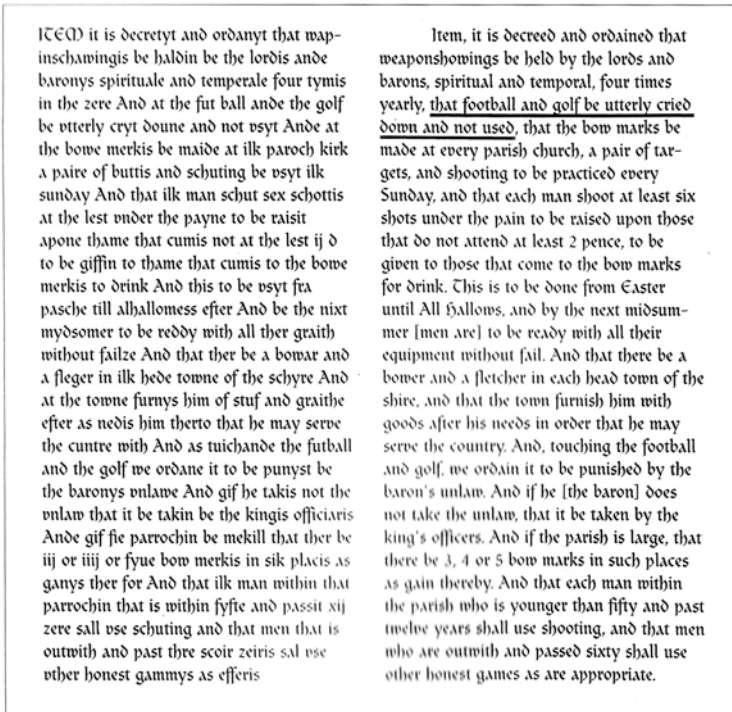 ITEM it is decretyt and ordanyt that wap-
inschawingis be haldin be the lordis ande
baronys spirituale and temperale four tymis
in the zere And at the fut ball ande the golf
be vtterly cryt doune and not vsyt Ande at
the bowe merkis be maide at ilk paroch kirk
a paire of buttis and schuting be vsyt ilk
sunday And that ilk man schut sex schottis
at the lest vnder the payne to be raisit
apone thame that cumis not at the lest ij d
to be giffin to thame that cumis to the bowe
merkis to drink And this to be vsyt fra
pasche till alhallomess efter And be the nixt
mydsomer to be reddy with all ther graith
without failze And that ther be a bowar and
a fleger in ilk hede towne of the schyre And
at the towne furnys him of stuf and graithe
efter as nedis him therto that he may serve
the cuntre with And as tuichande the futball
and the golf we ordane it to be punyst be
the baronys vnlawe And gif he takis not the
vnlaw that it be takin be the kingis officiaris
Ande gif fie parrochin be mekill that ther be
iij or iiij or fyue bow merkis in sik placis as
ganys ther for And that ilk man within that
parrochin that is within fyfte and passit xij
zere sall vse schuting and that men that is
outwith and past thre scoir zeiris sal vse
vther honest gammys as efferis
Item, it is decreed and ordained that
weaponshowings be held by the lords and
barons, spiritual and temporal, four times
yearly, that football and golf be utterly cried
down and not used, that the bow marks be
made at every parish church, a pair of tar-
gets, and shooting to be practiced every
Sunday, and that each man shoot at least six
shots under the pain to be raised upon those
that do not attend at least 2 pence, to be
given to those that come to the bow marks
for drink. This is to be done from Easter
until All Hallows, and by the next midsum-
mer [men are] to be ready with all their
equipment without fail. And that there be a
bower and a fletcher in each head town of the
shire, and that the town furnish him with
goods after his needs in order that he may
serve the country. And, touching the football
and golf, we ordain it to be punished by the
baron's unlaw. And if he [the baron] does
not take the unlaw, that it be taken by the
king's officers. And if the parish is large, that
there be 3, 4 or 5 bow marks in such places
as gain thereby. And that each man within
the parish who is younger than fifty and past
twelve years shall use shooting, and that men
who are outwith and passed sixty shall use
other honest games as are appropriate.